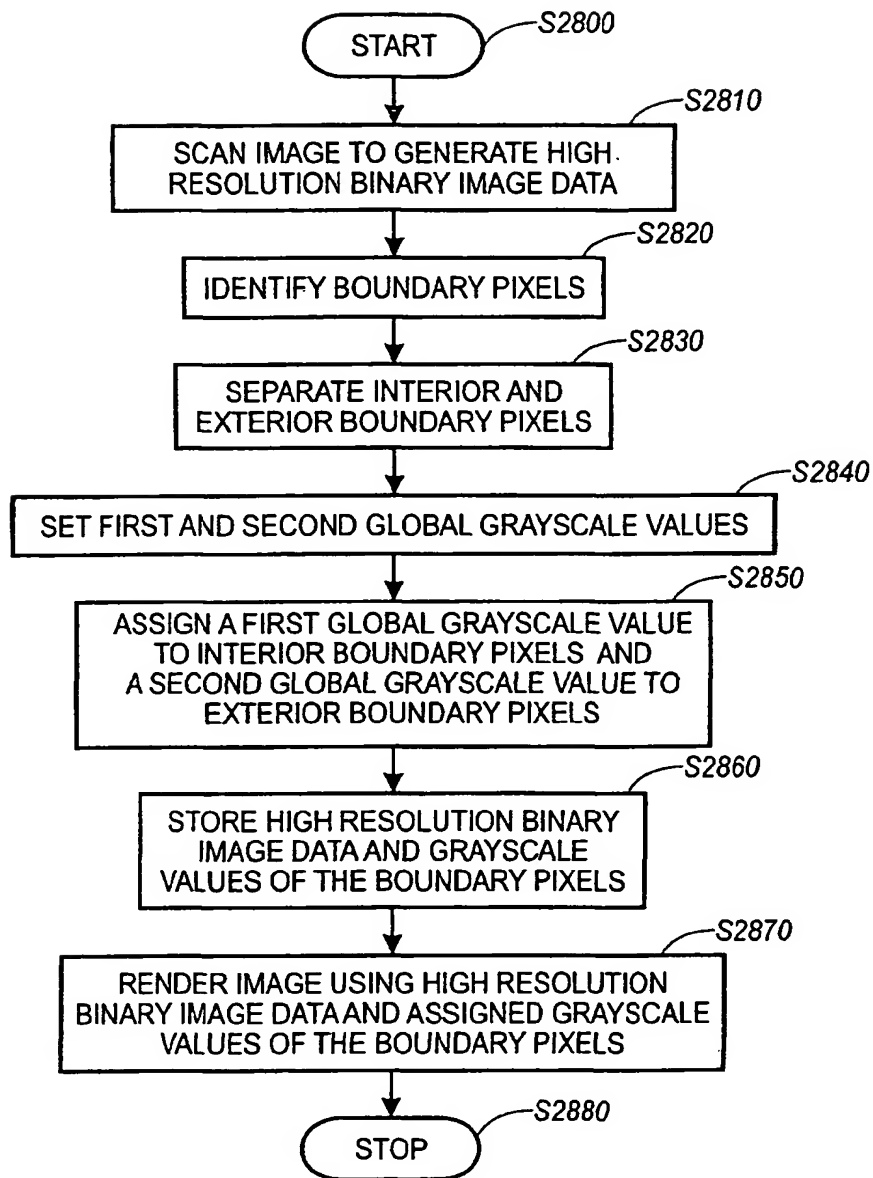 START
S2800
S2810
SCAN IMAGE TO GENERATE HIGH
RESOLUTION BINARY IMAGE DATA
S2820
IDENTIFY BOUNDARY PIXELS
S2830
SEPARATE INTERIOR AND
EXTERIOR BOUNDARY PIXELS
S2840
SET FIRST AND SECOND GLOBAL GRAYSCALE VALUES
S2850
ASSIGN A FIRST GLOBAL GRAYSCALE VALUE
TO INTERIOR BOUNDARY PIXELS AND
A SECOND GLOBAL GRAYSCALE VALUE TO
EXTERIOR BOUNDARY PIXELS
S2860
STORE HIGH RESOLUTION BINARY
IMAGE DATA AND GRAYSCALE
VALUES OF THE BOUNDARY PIXELS
S2870
RENDER IMAGE USING HIGH RESOLUTION
BINARY IMAGE DATA AND ASSIGNED GRAYSCALE
VALUES OF THE BOUNDARY PIXELS
S2880
STOP